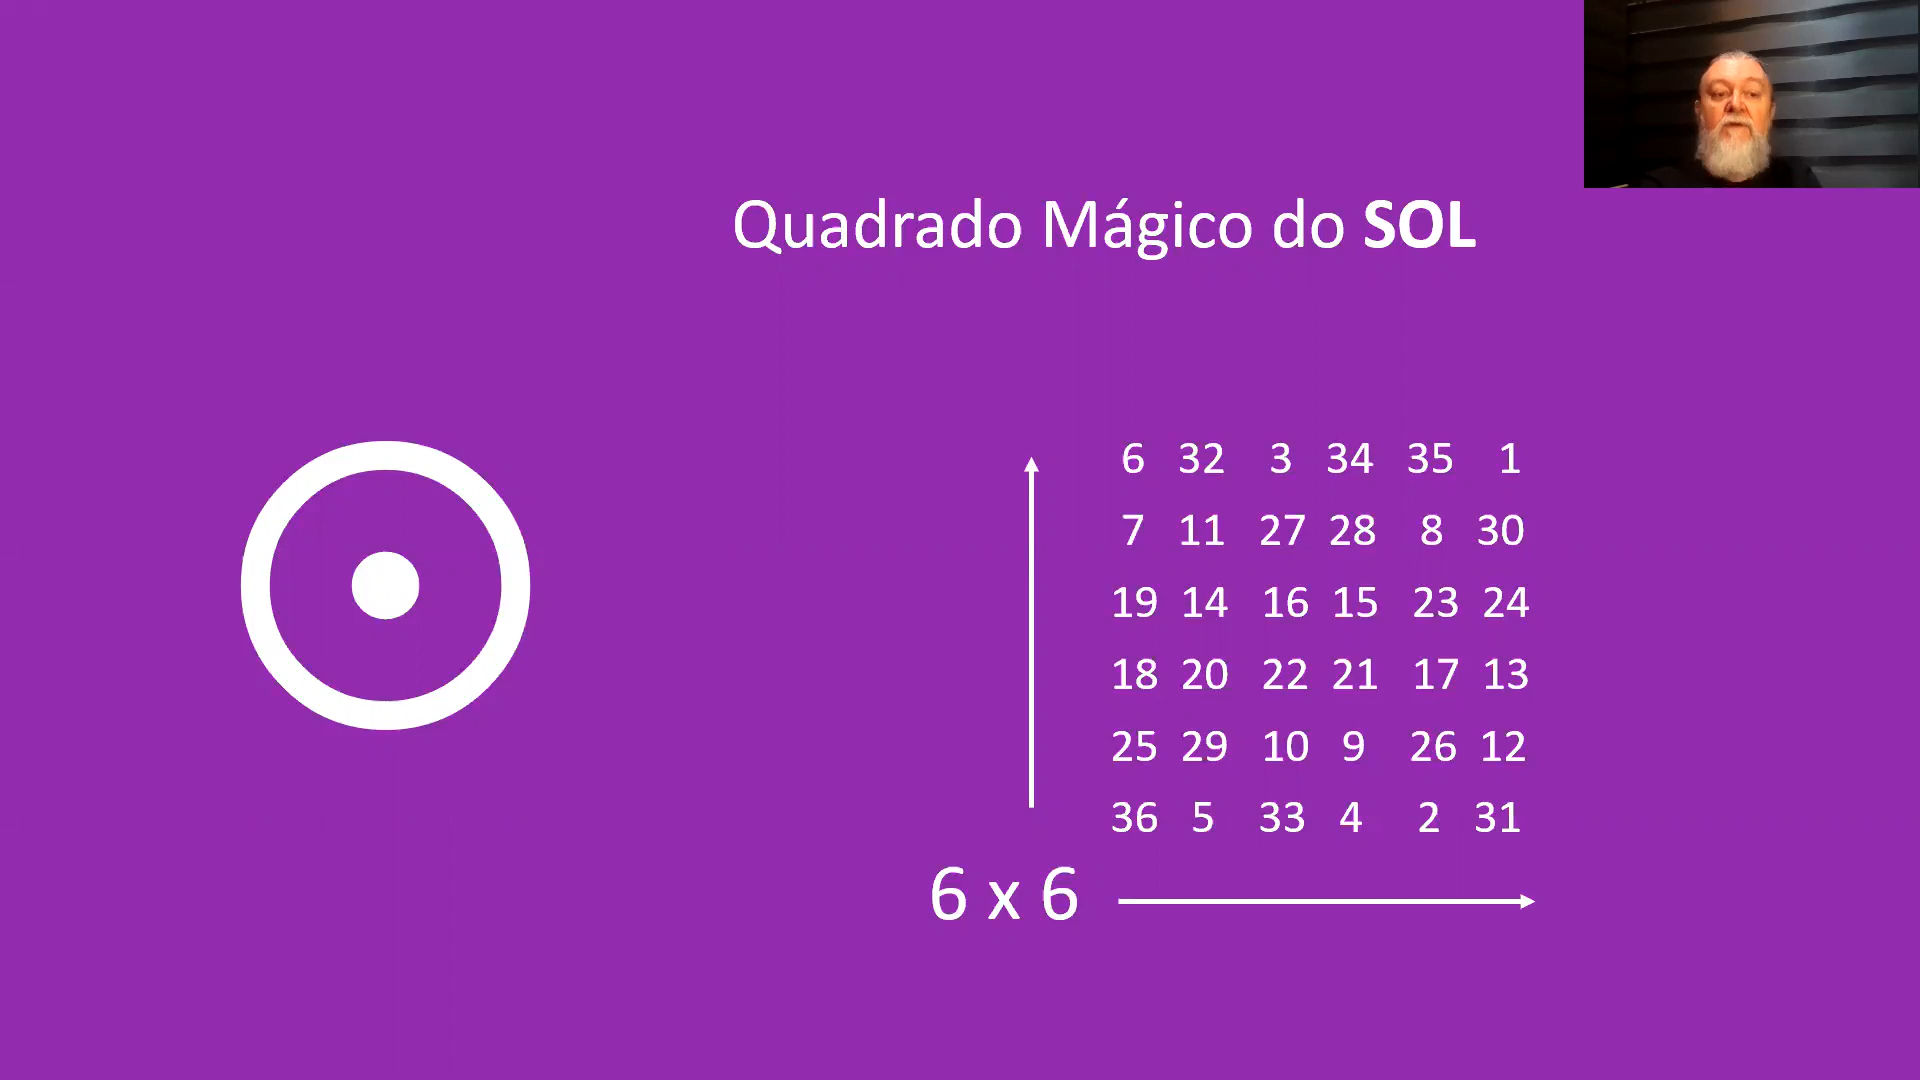 Quadrado Mágico do SOL
6 32 3 34 35 1
7 11 27 28 8 30
19 14 16 15 23 24
18 20 22 21 17 13
25 29 10 9 26 12
36 5 33 4 2 31
6 x 6